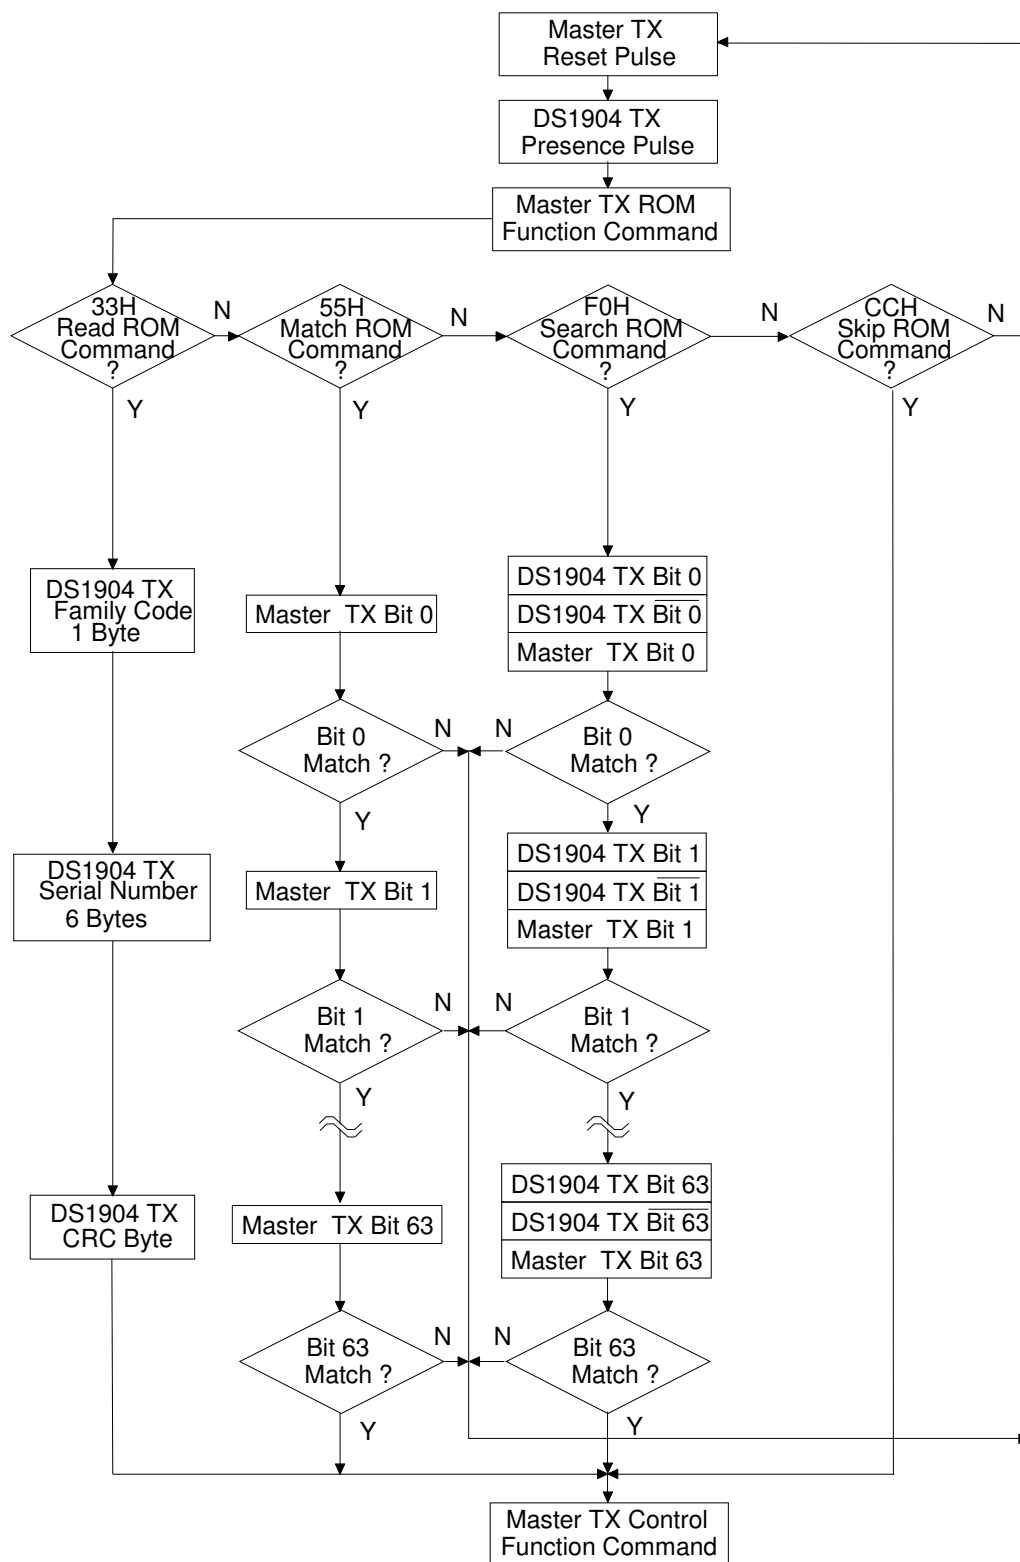 Master TX
Reset Pulse
DS1904 TX
Presence Pulse
Master TX ROM
Function Command
33H
Read ROM
Command
?
N
Y
55H
Match ROM
Command
?
N
Y
F0H
Search ROM
Command
?
N
Y
CCH
Skip ROM
Command
?
N
Y
DS1904 TX
Family Code
1 Byte
DS1904 TX
Serial Number
6 Bytes
DS1904 TX
CRC Byte
Master TX Bit 0
Bit 0
Match ?
N
Y
Master TX Bit 1
Bit 1
Match ?
N
Y
Master TX Bit 63
Bit 63
Match ?
N
Y
DS1904 TX Bit 0
DS1904 TX B̅i̅t̅ ̅0̅
Master TX Bit 0
Bit 0
Match ?
N
Y
DS1904 TX Bit 1
DS1904 TX B̅i̅t̅ ̅1̅
Master TX Bit 1
Bit 1
Match ?
N
Y
DS1904 TX Bit 63
DS1904 TX B̅i̅t̅ ̅6̅3̅
Master TX Bit 63
Bit 63
Match ?
N
Y
Master TX Control
Function Command